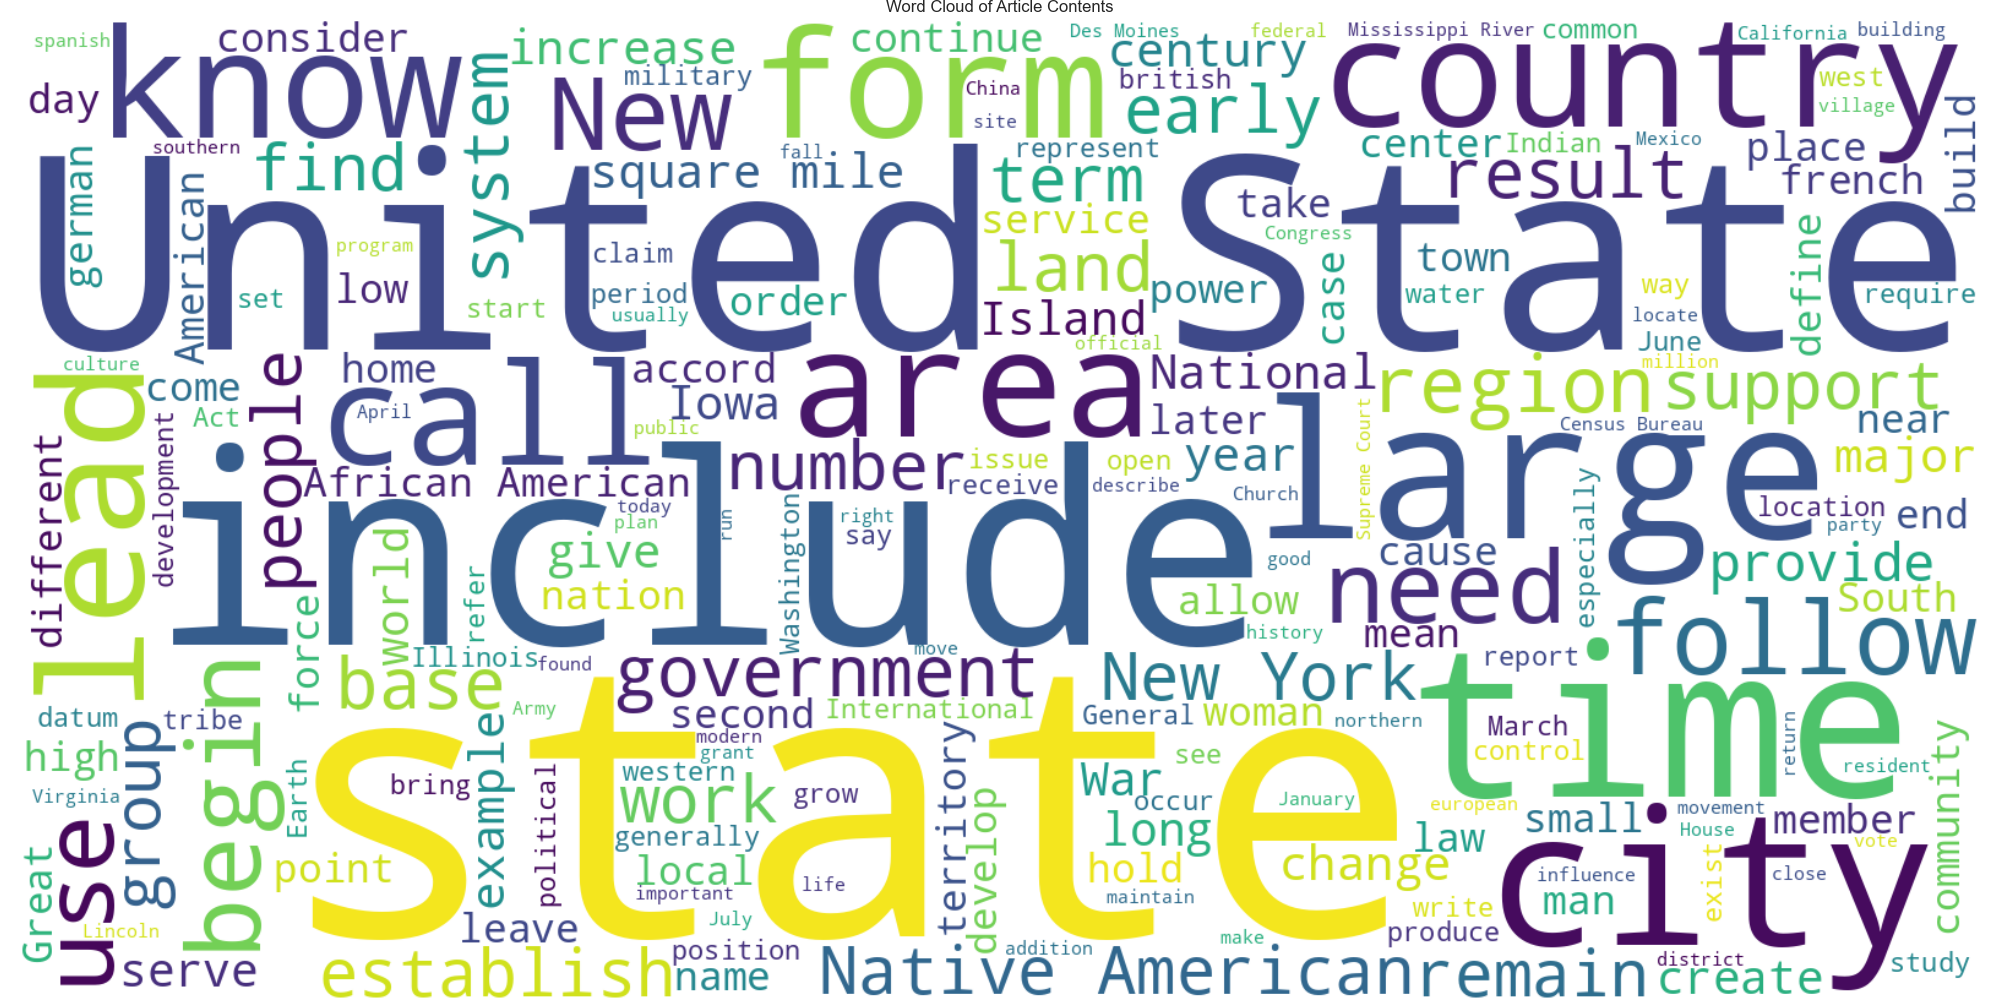 Word Cloud of Article Contents
spanish
know
consider
increase
form
continue
Des Moines
century
federal
Mississippi River
common
country
California
building
day
system
New
military
China
british
early
west
village
site
southern
find
fall
represent
center
Indian
Mexico
place
build
german
American
square mile
term
result
french
United State
take
service
Congress
program
claim
land
case
town
define
set
low
start
period
usually
order
Island
power
water
way
locate
require
official
June
culture
lead
come
people
home
call
accord
area
National
region
million
support
Act
April
Iowa
public
later
large
Census Bureau
near
different
development
African American
number
issue
open
year
Supreme Court
major
receive
describe
Church
especially
location
party
end
include
today
plan
run
Washington
right
say
give
cause
good
need
provide
world
refer
nation
allow
South
force
history
mean
follow
begin
Illinois
found
move
government
New York
report
time
base
datum
tribe
group
Army
second
International
General
woman
northern
March
return
high
example
modern
grant
territory
War
see
control
resident
community
Virginia
Earth
state
bring
political
western
work
grow
develop
occur
January
european
small
movement
member
use
generally
long
law
House
vote
city
Great
point
local
hold
change
influence
close
important
life
maintain
exist
man
Lincoln
leave
July
write
serve
establish
position
name
Native American
addition
make
remain
produce
district
create
study